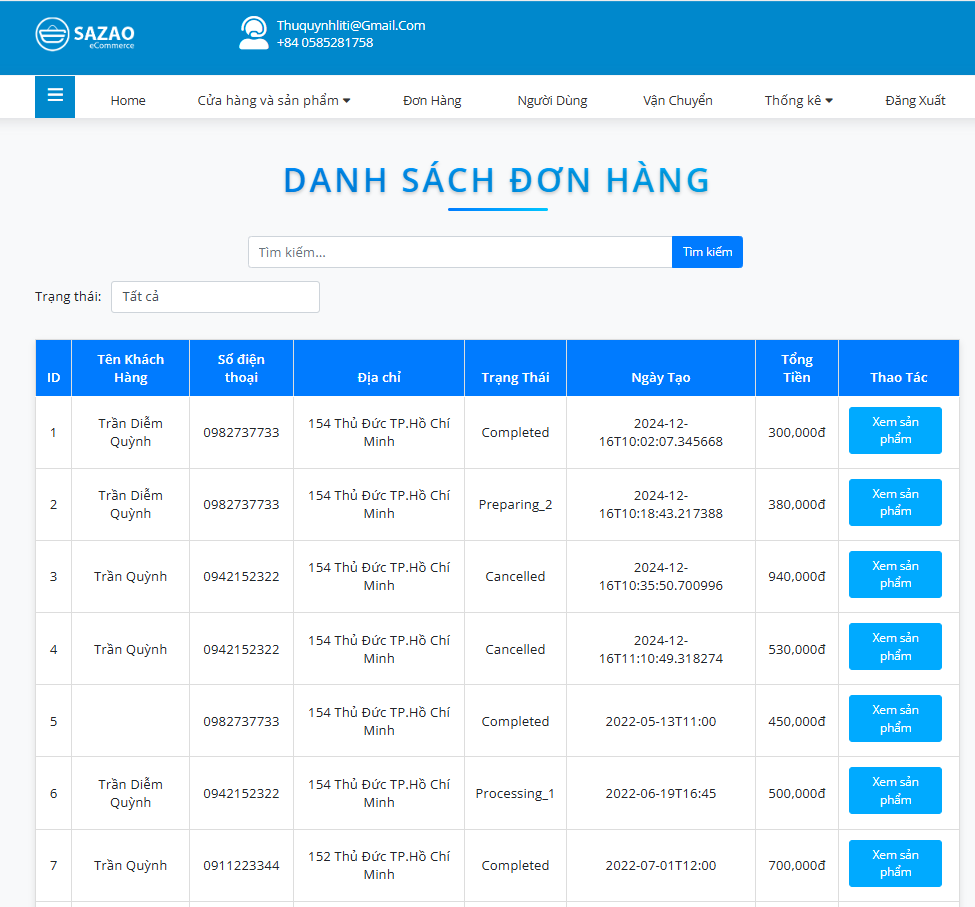 SAZAO
eCommerce
Thuquynhliti@Gmail.Com
+84 0585281758
Home
Cửa hàng và sản phẩm
Đơn Hàng
Người Dùng
Vận Chuyển
Thống kê
Đăng Xuất
DANH SÁCH ĐƠN HÀNG
Tìm kiếm...
Tìm kiếm
Trạng thái:
Tất cả
ID
Tên Khách
Hàng
Số điện
thoại
Địa chỉ
Trạng Thái
Ngày Tạo
Tổng
Tiền
Thao Tác
1
Trần Diễm
Quỳnh
0982737733
154 Thủ Đức TP.Hồ Chí
Minh
Completed
2024-12-
16T10:02:07.345668
300,000đ
Xem sản
phẩm
2
Trần Diễm
Quỳnh
0982737733
154 Thủ Đức TP.Hồ Chí
Minh
Preparing_2
2024-12-
16T10:18:43.217388
380,000đ
Xem sản
phẩm
3
Trần Quỳnh
0942152322
154 Thủ Đức TP.Hồ Chí
Minh
Cancelled
2024-12-
16T10:35:50.700996
940,000đ
Xem sản
phẩm
4
Trần Quỳnh
0942152322
154 Thủ Đức TP.Hồ Chí
Minh
Cancelled
2024-12-
16T11:10:49.318274
530,000đ
Xem sản
phẩm
5
0982737733
154 Thủ Đức TP.Hồ Chí
Minh
Completed
2022-05-13T11:00
450,000đ
Xem sản
phẩm
6
Trần Diễm
Quỳnh
0942152322
154 Thủ Đức TP.Hồ Chí
Minh
Processing_1
2022-06-19T16:45
500,000đ
Xem sản
phẩm
7
Trần Quỳnh
0911223344
152 Thủ Đức TP.Hồ Chí
Minh
Completed
2022-07-01T12:00
700,000đ
Xem sản
phẩm